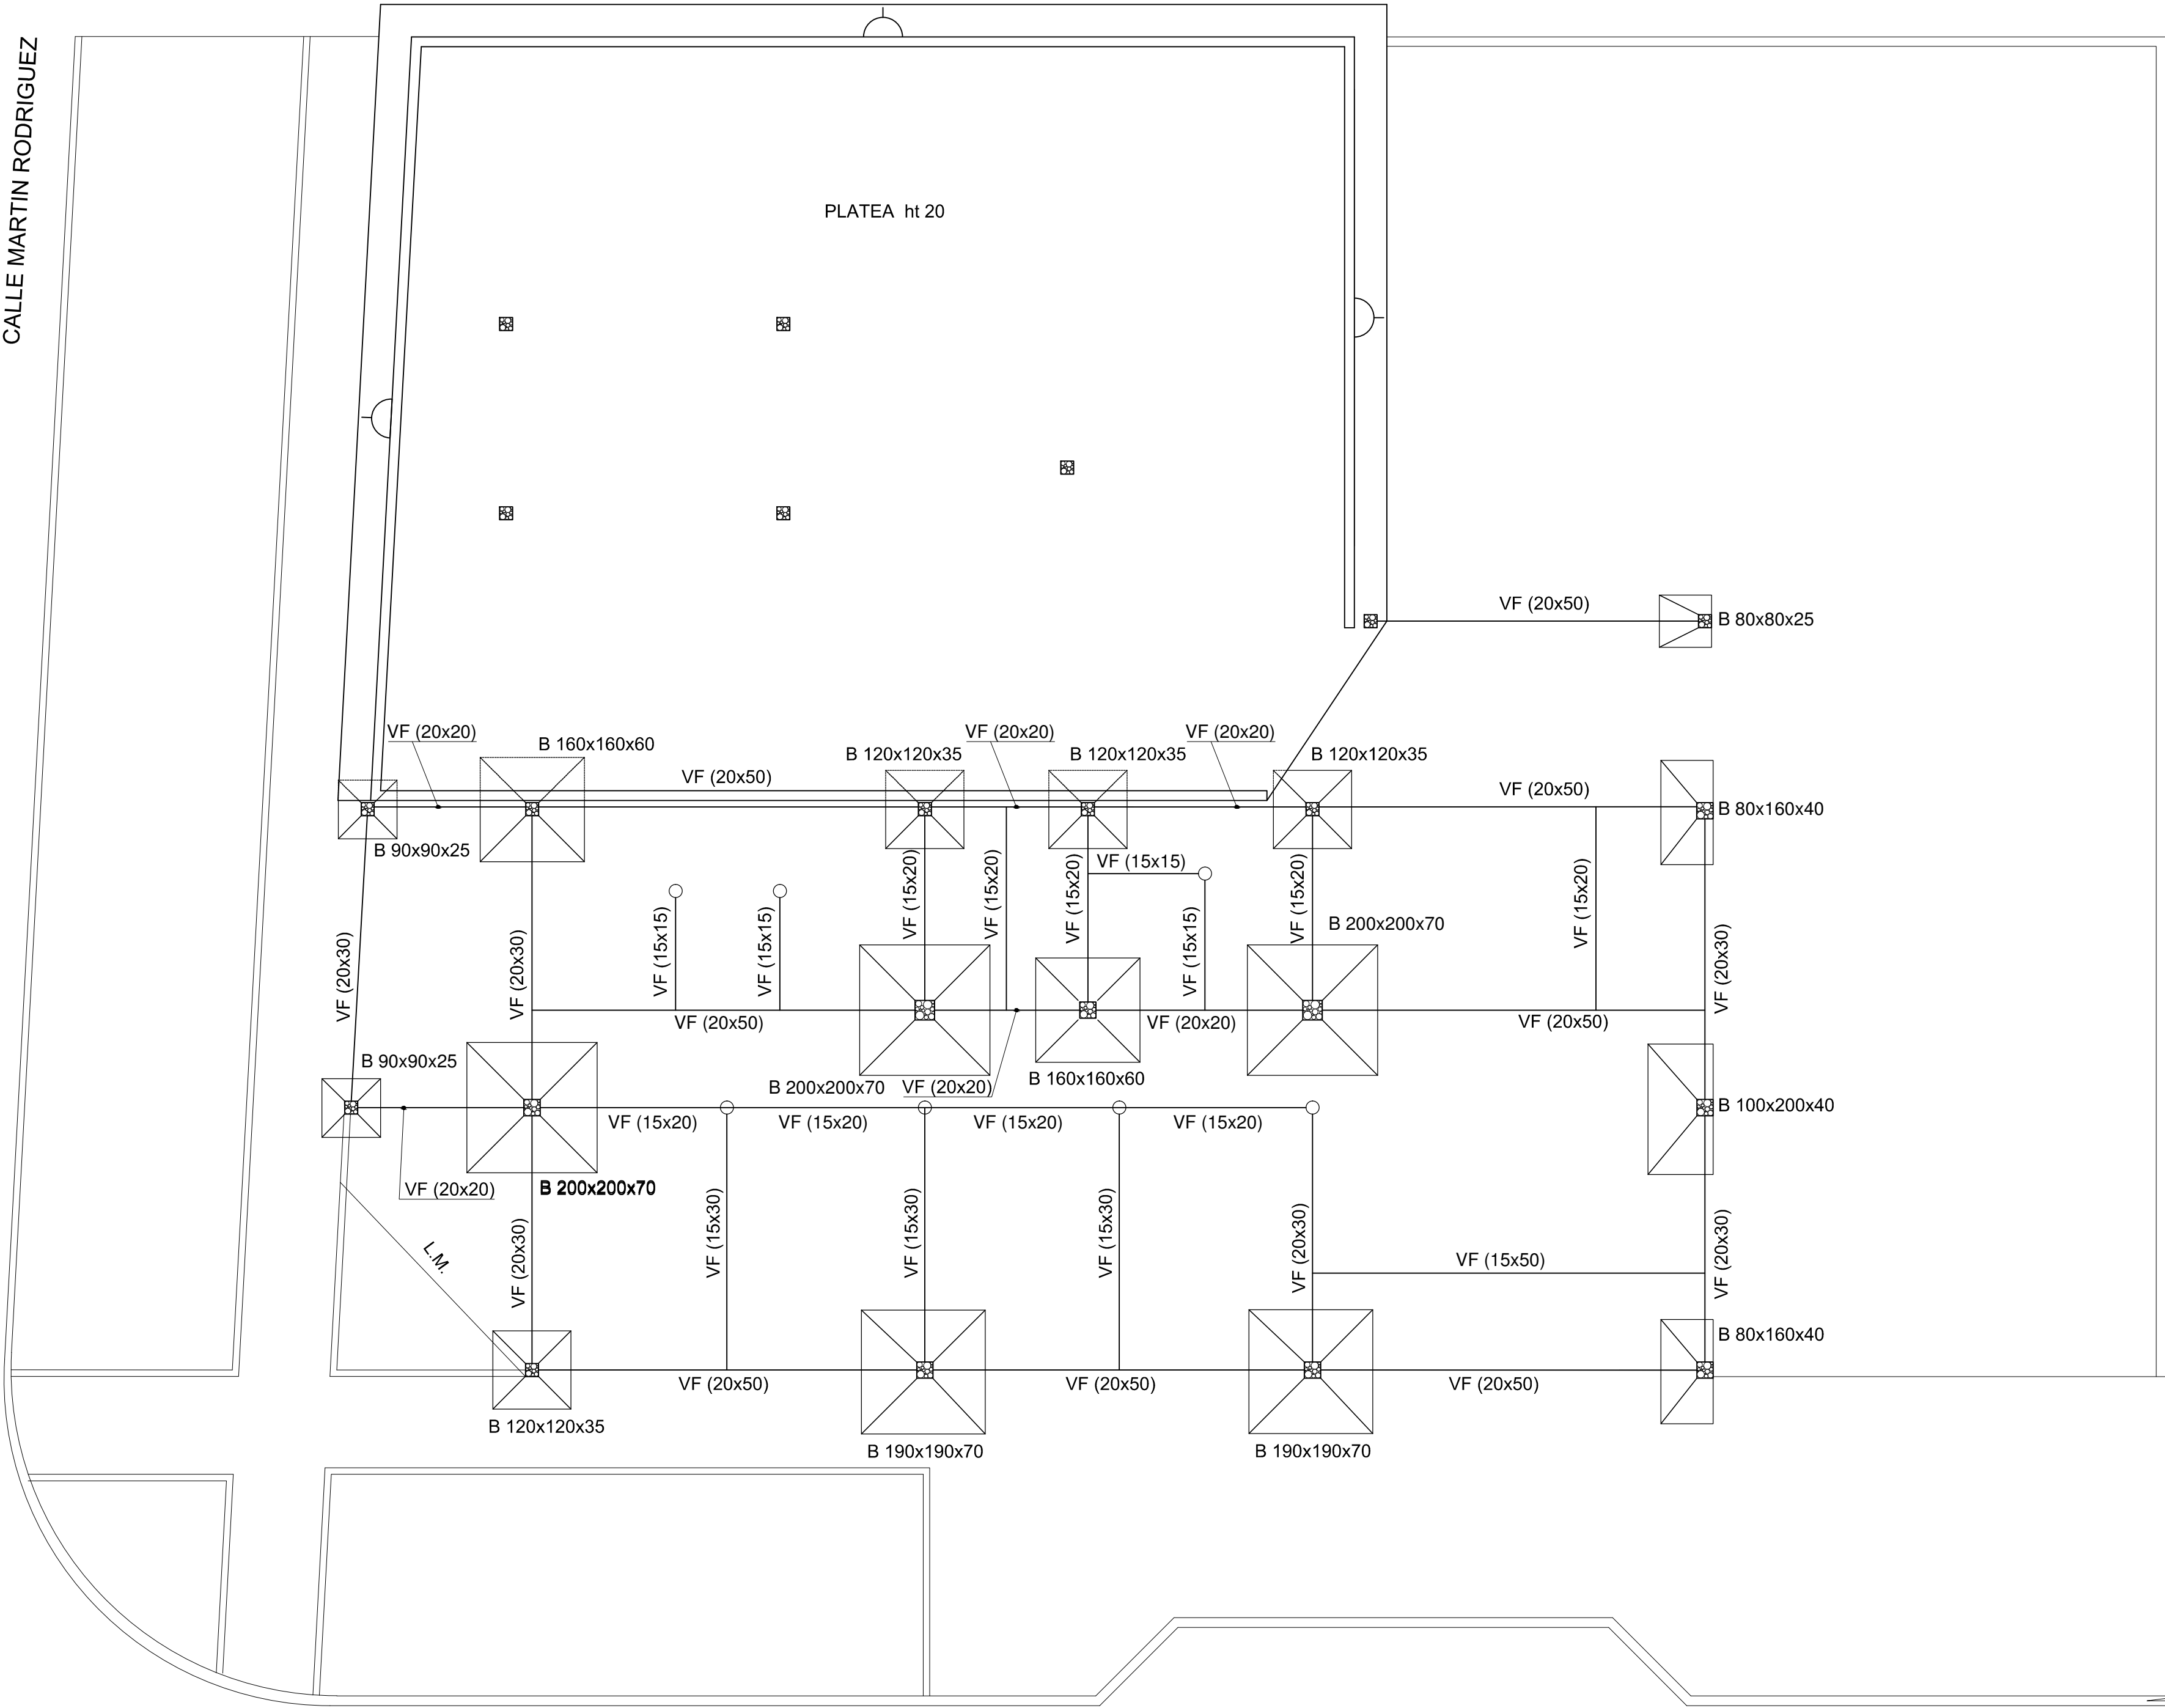 CALLE MARTIN RODRIGUEZ
PLATEA  ht 20
VF (20x50)
B 80x80x25
VF (20x20)
B 160x160x60
VF (20x50)
B 120x120x35
VF (20x20)
B 120x120x35
VF (20x20)
B 120x120x35
VF (20x50)
B 80x160x40
B 90x90x25
VF (15x20)
VF (15x20)
VF (15x20)
VF (15x15)
VF (15x20)
VF (15x20)
B 200x200x70
VF (20x30)
VF (20x30)
VF (15x15)
VF (15x15)
VF (15x15)
VF (20x30)
VF (20x50)
VF (20x20)
VF (20x50)
B 90x90x25
B 200x200x70
VF (20x20)
B 160x160x60
B 100x200x40
VF (15x20)
VF (15x20)
VF (15x20)
VF (15x20)
VF (20x20)
B 200x200x70
L.M.
VF (20x30)
VF (15x30)
VF (15x30)
VF (15x30)
VF (20x30)
VF (15x50)
VF (20x30)
B 80x160x40
VF (20x50)
VF (20x50)
VF (20x50)
B 120x120x35
B 190x190x70
B 190x190x70